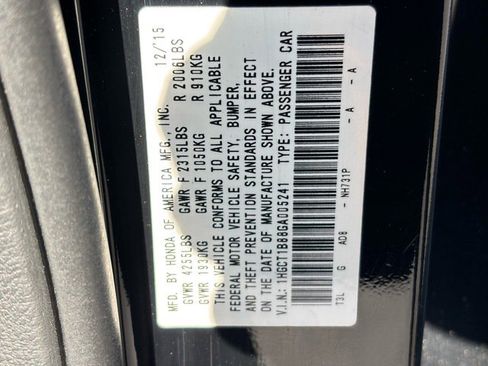 MFD. BY HONDA OF AMERICA MFG., INC. 12/'15
GVWR 4255LBS GAWR F 2315LBS R 2006LBS
GVWR 1930KG GAWR F 1050KG R 910KG
THIS VEHICLE CONFORMS TO ALL APPLICABLE
FEDERAL MOTOR VEHICLE SAFETY, BUMPER,
AND THEFT PREVENTION STANDARDS IN EFFECT
ON THE DATE OF MANUFACTURE SHOWN ABOVE.
V.I.N.: 1HGCT1B88GA005241 TYPE: PASSENGER CAR
T3L G AD8 - NH731P - A - A